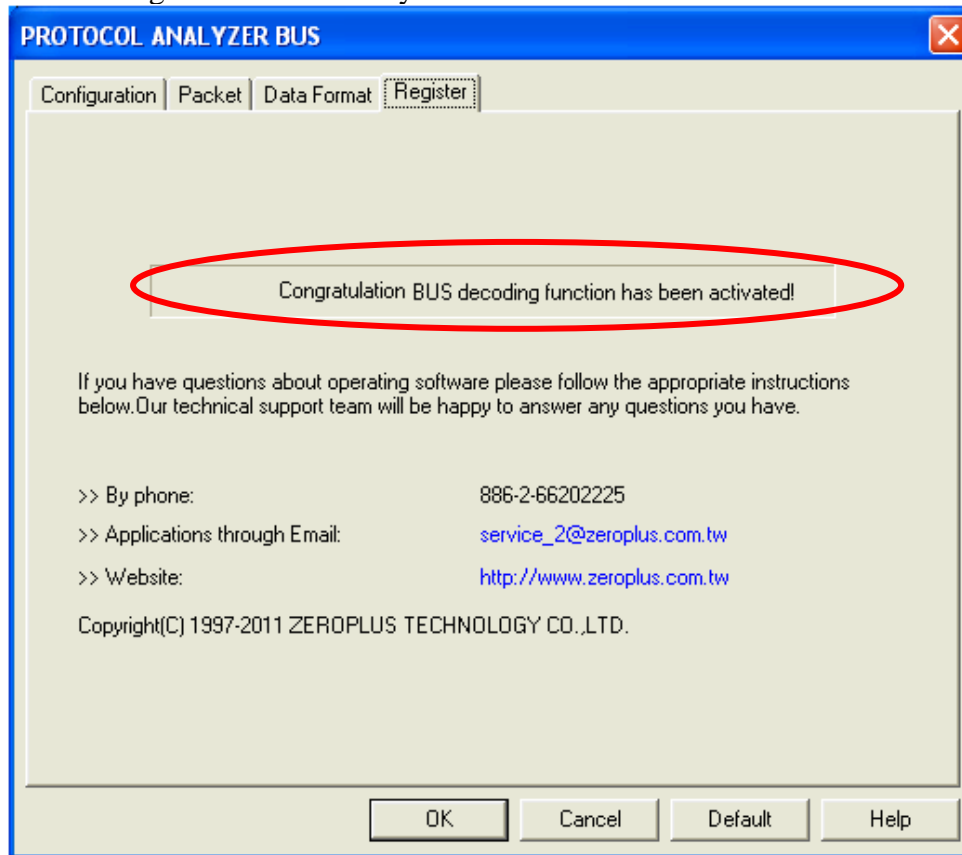 PROTOCOL ANALYZER BUS
Configuration Packet Data Format Register
Congratulation BUS decoding function has been activated!
If you have questions about operating software please follow the appropriate instructions
below.Our technical support team will be happy to answer any questions you have.
>> By phone: 886-2-66202225
>> Applications through Email: service_2@zeroplus.com.tw
>> Website: http://www.zeroplus.com.tw
Copyright(C) 1997-2011 ZEROPLUS TECHNOLOGY CO.,LTD.
OK Cancel Default Help